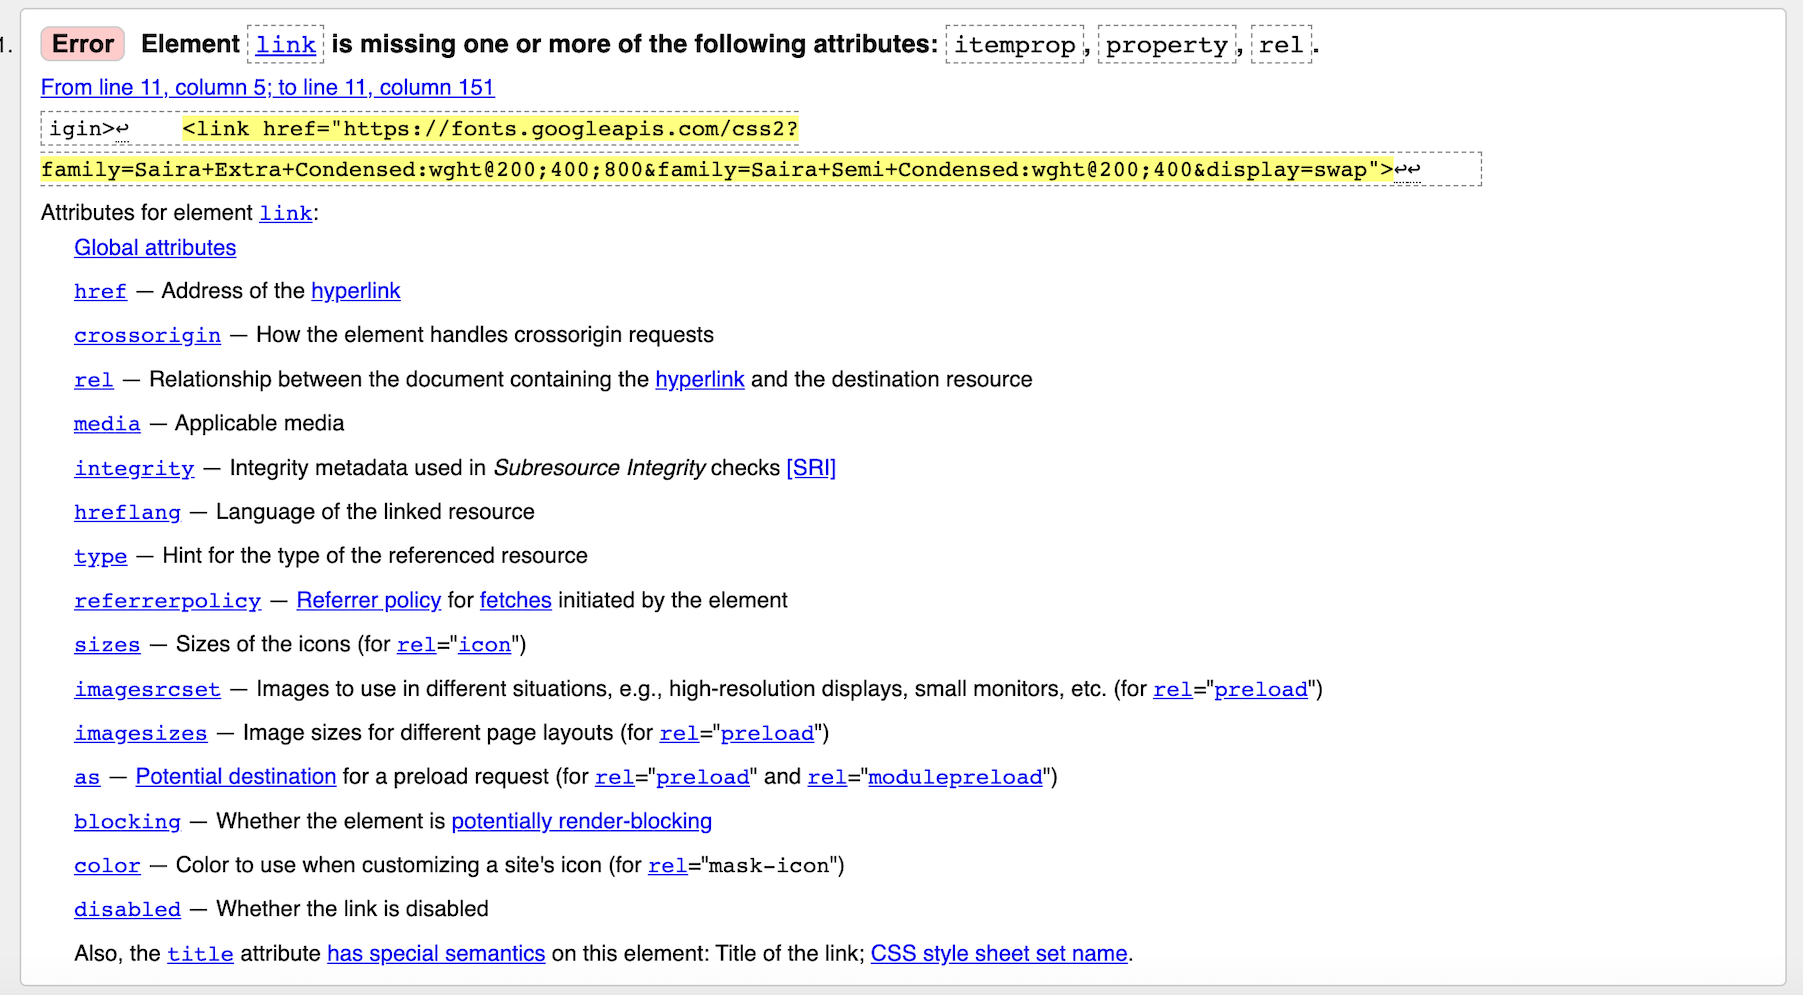 1. Error Element link is missing one or more of the following attributes: itemprop, property, rel.
From line 11, column 5; to line 11, column 151
igin>↩ <link href="https://fonts.googleapis.com/css2?
family=Saira+Extra+Condensed:wght@200;400;800&family=Saira+Semi+Condensed:wght@200;400&display=swap">↩↩
Attributes for element link:
Global attributes
href — Address of the hyperlink
crossorigin — How the element handles crossorigin requests
rel — Relationship between the document containing the hyperlink and the destination resource
media — Applicable media
integrity — Integrity metadata used in Subresource Integrity checks [SRI]
hreflang — Language of the linked resource
type — Hint for the type of the referenced resource
referrerpolicy — Referrer policy for fetches initiated by the element
sizes — Sizes of the icons (for rel="icon")
imagesrcset — Images to use in different situations, e.g., high-resolution displays, small monitors, etc. (for rel="preload")
imagesizes — Image sizes for different page layouts (for rel="preload")
as — Potential destination for a preload request (for rel="preload" and rel="modulepreload")
blocking — Whether the element is potentially render-blocking
color — Color to use when customizing a site's icon (for rel="mask-icon")
disabled — Whether the link is disabled
Also, the title attribute has special semantics on this element: Title of the link; CSS style sheet set name.